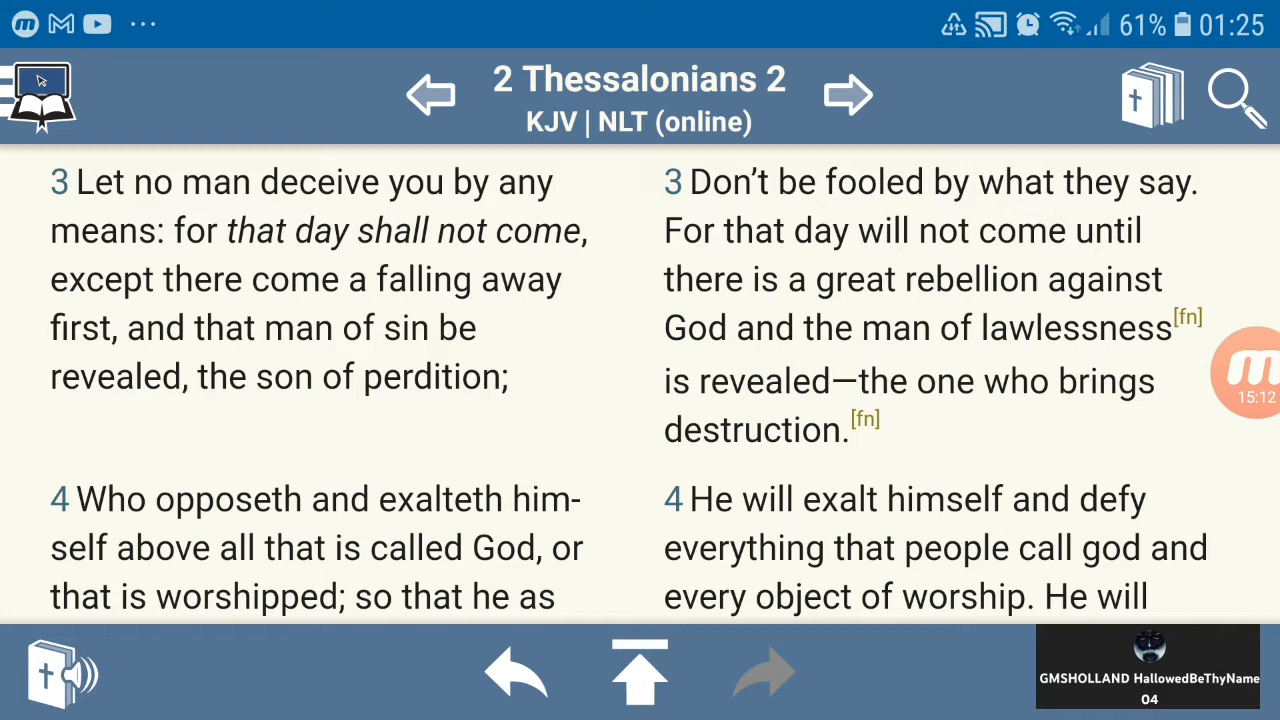 61% 01:25
2 Thessalonians 2
KJV | NLT (online)
3 Let no man deceive you by any
means: for that day shall not come,
except there come a falling away
first, and that man of sin be
revealed, the son of perdition;
4 Who opposeth and exalteth him-
self above all that is called God, or
that is worshipped; so that he as
3 Don’t be fooled by what they say.
For that day will not come until
there is a great rebellion against
God and the man of lawlessness[fn]
is revealed—the one who brings
destruction.[fn]
4 He will exalt himself and defy
everything that people call god and
every object of worship. He will
15:12
GMSHOLLAND HallowedBeThyName
04